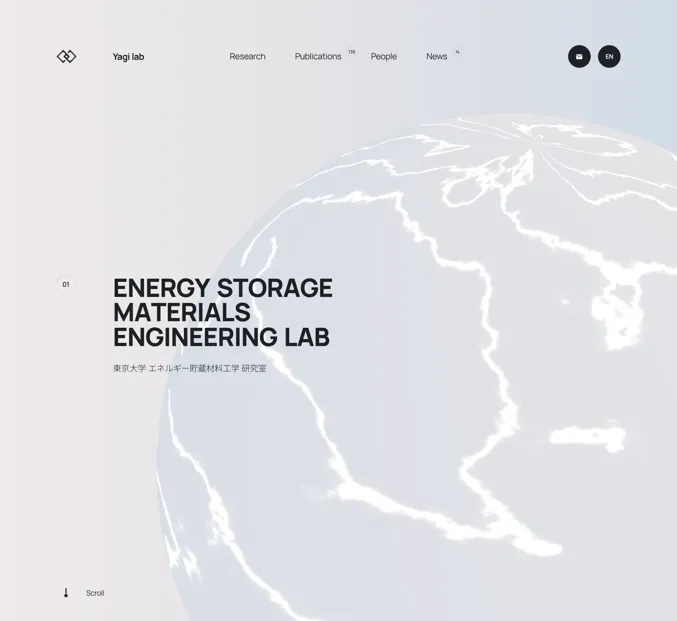 Yagi lab
Research
Publications 118
People
News 14
EN
01
ENERGY STORAGE
MATERIALS
ENGINEERING LAB
東京大学 エネルギー貯蔵材料工学 研究室
Scroll